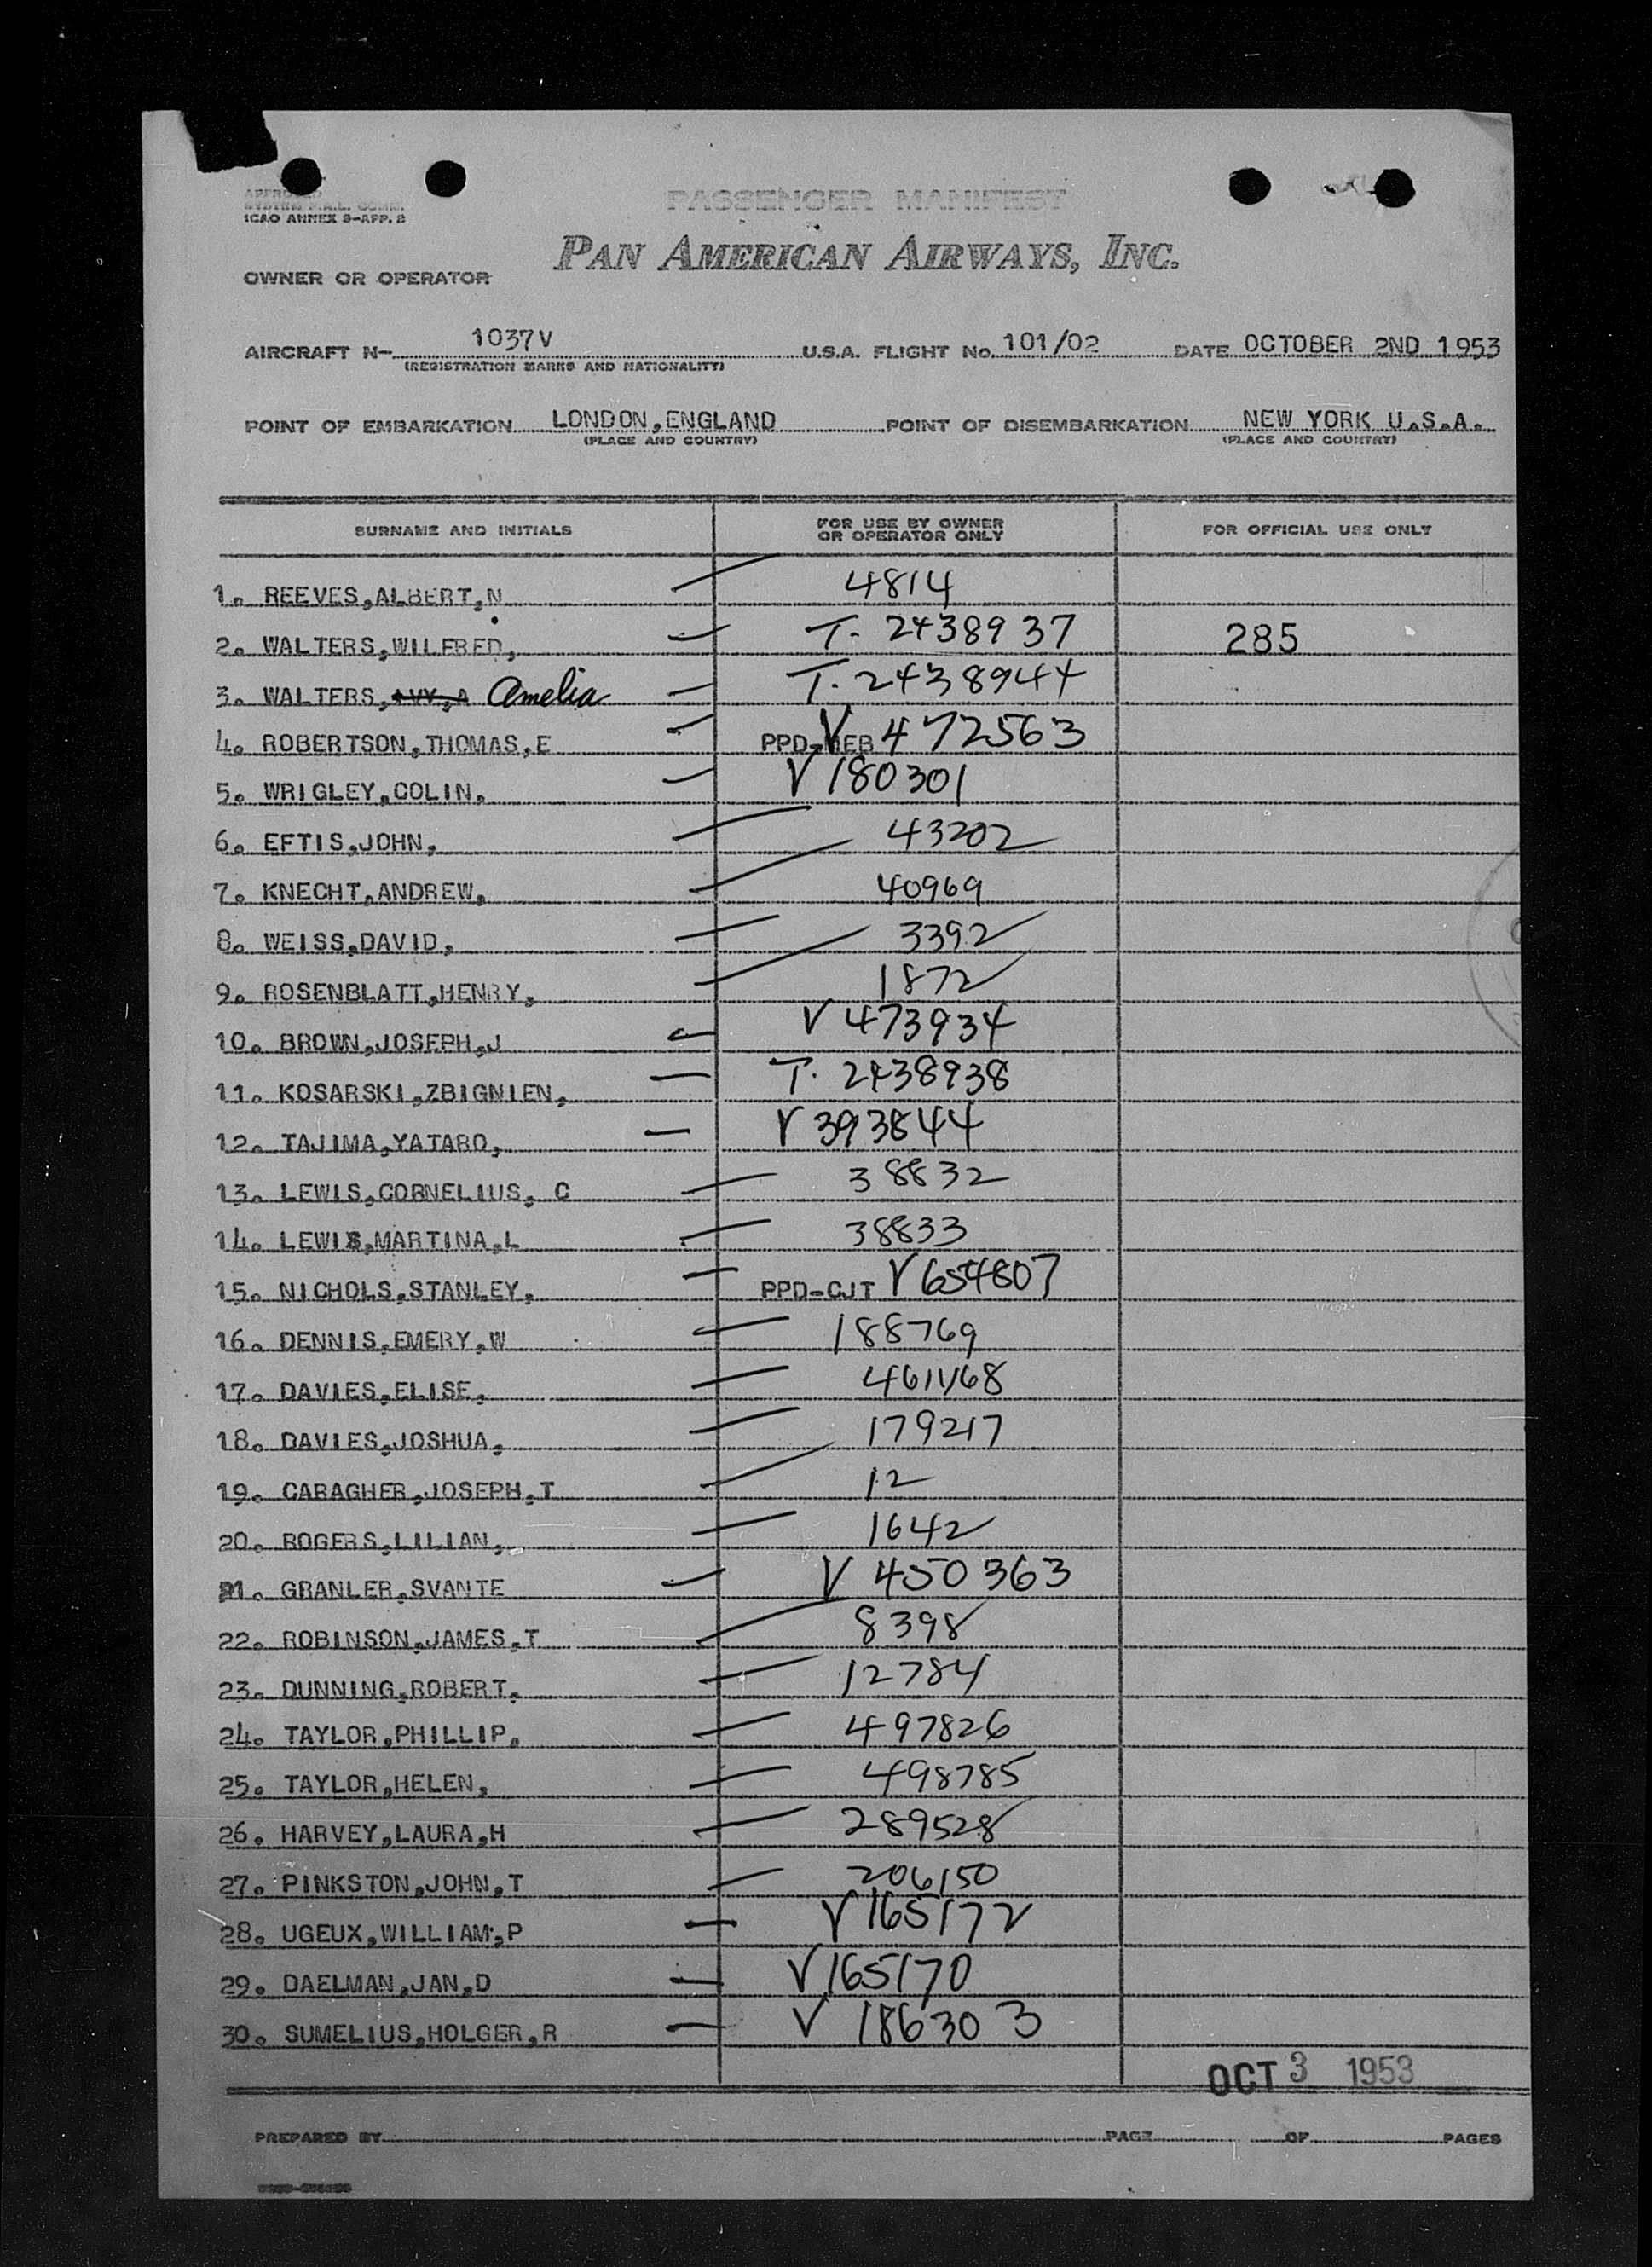 APPROVED
ICAO ANNEX 9-APP. 2
PASSENGER MANIFEST
OWNER OR OPERATOR PAN AMERICAN AIRWAYS, INC.
AIRCRAFT N- 1037V U.S.A. FLIGHT No. 101/02 DATE OCTOBER 2ND 1953
(REGISTRATION MARKS AND NATIONALITY)
POINT OF EMBARKATION LONDON,ENGLAND POINT OF DISEMBARKATION NEW YORK U.S.A.
(PLACE AND COUNTRY) (PLACE AND COUNTRY)
SURNAME AND INITIALS FOR USE BY OWNER OR OPERATOR ONLY FOR OFFICIAL USE ONLY
1. REEVES,ALBERT,N 4814
2. WALTERS,WILFRED, T. 2438937 285
3. WALTERS, Amelia T. 2438944
4. ROBERTSON,THOMAS,E V 472563
5. WRIGLEY,COLIN, V 180301
6. EFTIS,JOHN, 43202
7. KNECHT,ANDREW, 40969
8. WEISS,DAVID, 3392
9. ROSENBLATT,HENRY, 1872
10. BROWN,JOSEPH,J V 473934
11. KOSARSKI,ZBIGNIEN, T. 2438938
12. TAJIMA,YATARO, V 393844
13. LEWIS,CORNELIUS, C 38832
14. LEWIS,MARTINA,L 38833
15. NICHOLS,STANLEY, PPD-CJT V 654807
16. DENNIS,EMERY,W 188769
17. DAVIES,ELISE,
18. DAVIES,JOSHUA, 179217
19. CARAGHER,JOSEPH,T 12
20. ROGERS,LILIAN, 1642
21. GRANLER,SVANTE V 450363
22. ROBINSON,JAMES,T 8398
23. DUNNING,ROBERT, 12784
24. TAYLOR,PHILLIP, 497826
25. TAYLOR,HELEN, 498785
26. HARVEY,LAURA,H 289528
27. PINKSTON,JOHN,T 206150
28. UGEUX,WILLIAM,P V 165172
29. DAELMAN,JAN,D V 165170
30. SUMELIUS,HOLGER,R V 186303
OCT 3 1953
PREPARED BY PAGE OF PAGES